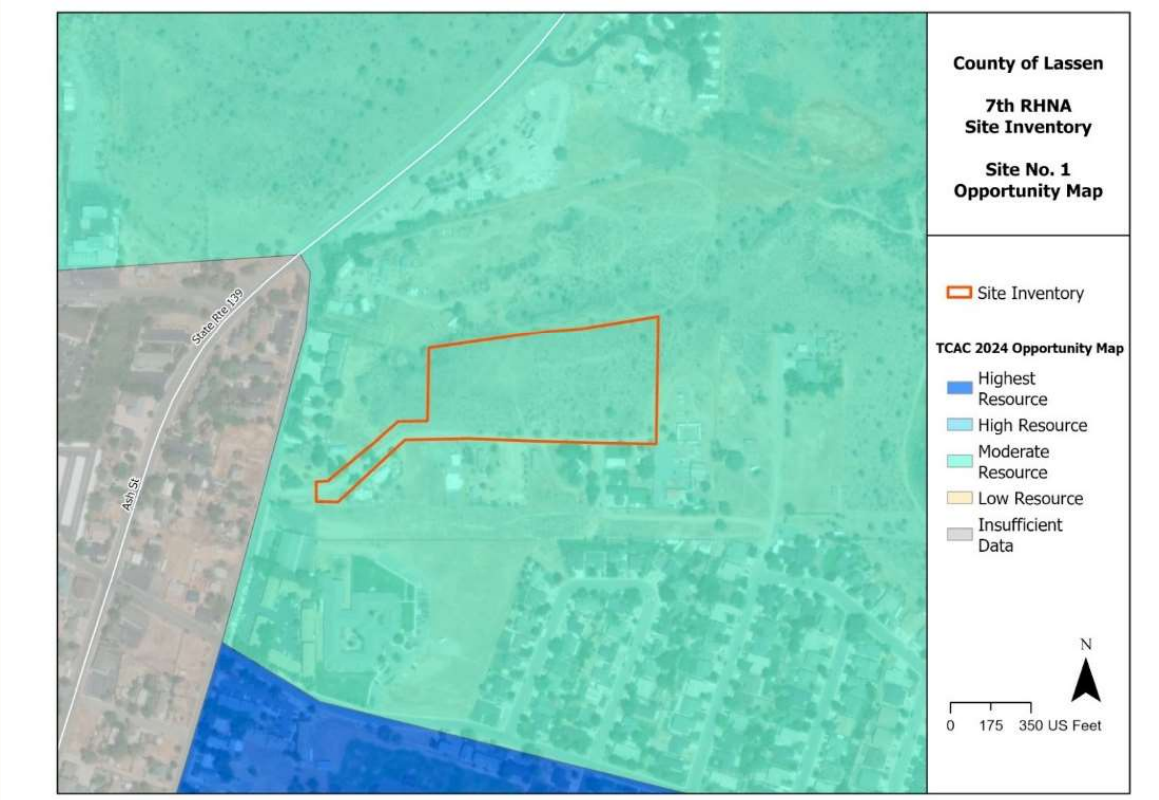 County of Lassen
7th RHNA
Site Inventory
Site No. 1
Opportunity Map
Site Inventory
TCAC 2024 Opportunity Map
Highest
Resource
High Resource
Moderate
Resource
Low Resource
Insufficient
Data
State Rte 139
Ash St
N
0 175 350 US Feet